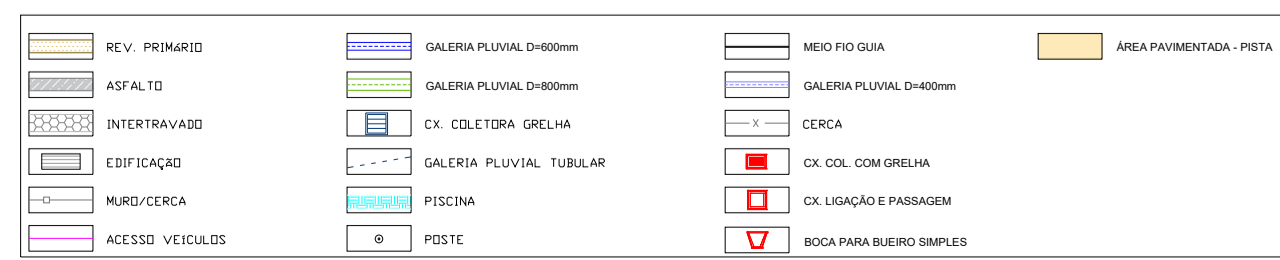 REV. PRIMÁRIO
ASFALTO
INTERTRAVADO
EDIFICAÇÃO
MURO/CERCA
ACESSO VEÍCULOS
GALERIA PLUVIAL D=600mm
GALERIA PLUVIAL D=800mm
CX. COLETORA GRELHA
GALERIA PLUVIAL TUBULAR
PISCINA
POSTE
MEIO FIO GUIA
GALERIA PLUVIAL D=400mm
X
CERCA
CX. COL. COM GRELHA
CX. LIGAÇÃO E PASSAGEM
BOCA PARA BUEIRO SIMPLES
ÁREA PAVIMENTADA - PISTA